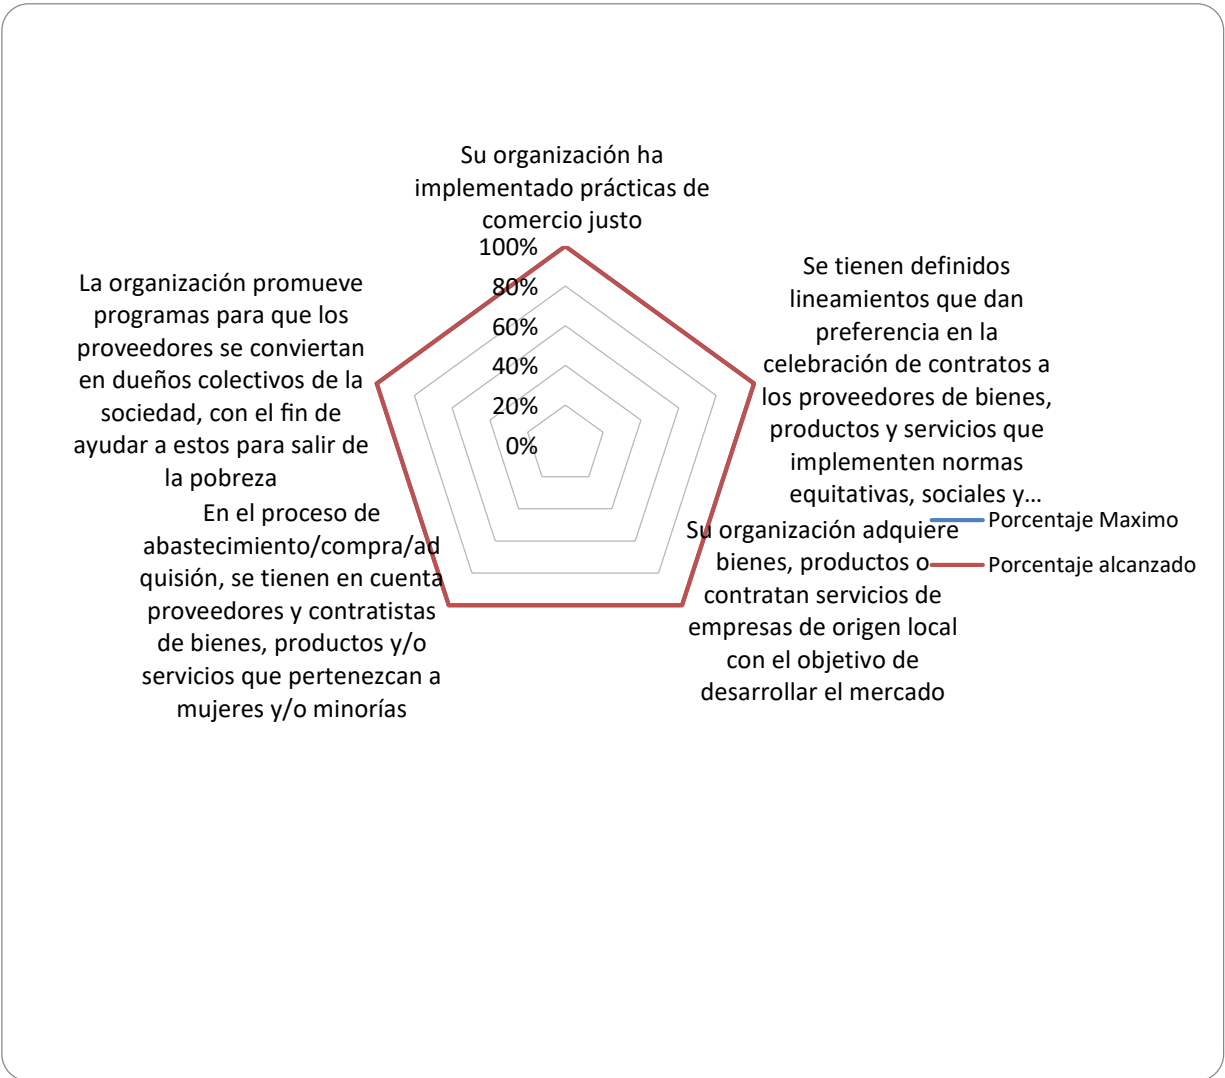 Su organización ha
implementado prácticas de
comercio justo
100%
80%
60%
40%
20%
0%
Se tienen definidos
lineamientos que dan
preferencia en la
celebración de contratos a
los proveedores de bienes,
productos y servicios que
implementen normas
equitativas, sociales y…
Su organización adquiere
bienes, productos o
contratan servicios de
empresas de origen local
con el objetivo de
desarrollar el mercado
En el proceso de
abastecimiento/compra/ad
quisión, se tienen en cuenta
proveedores y contratistas
de bienes, productos y/o
servicios que pertenezcan a
mujeres y/o minorías
La organización promueve
programas para que los
proveedores se conviertan
en dueños colectivos de la
sociedad, con el fin de
ayudar a estos para salir de
la pobreza
Porcentaje Maximo
Porcentaje alcanzado